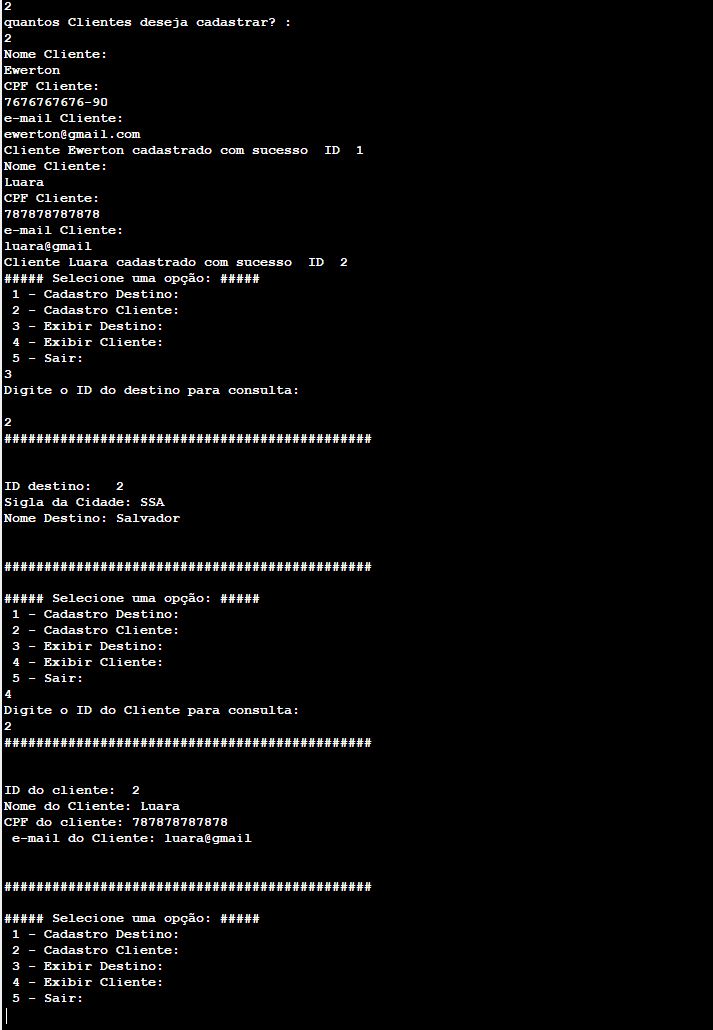 2
quantos Clientes deseja cadastrar? :
2
Nome Cliente:
Ewerton
CPF Cliente:
7676767676-90
e-mail Cliente:
ewerton@gmail.com
Cliente Ewerton cadastrado com sucesso  ID  1
Nome Cliente:
Luara
CPF Cliente:
787878787878
e-mail Cliente:
luara@gmail
Cliente Luara cadastrado com sucesso  ID  2
##### Selecione uma opção: #####
 1 - Cadastro Destino:
 2 - Cadastro Cliente:
 3 - Exibir Destino:
 4 - Exibir Cliente:
 5 - Sair:
3
Digite o ID do destino para consulta:
2
##############################################
ID destino:   2
Sigla da Cidade: SSA
Nome Destino: Salvador
##############################################
##### Selecione uma opção: #####
 1 - Cadastro Destino:
 2 - Cadastro Cliente:
 3 - Exibir Destino:
 4 - Exibir Cliente:
 5 - Sair:
4
Digite o ID do Cliente para consulta:
2
##############################################
ID do cliente:  2
Nome do Cliente: Luara
CPF do cliente: 787878787878
 e-mail do Cliente: luara@gmail
##############################################
##### Selecione uma opção: #####
 1 - Cadastro Destino:
 2 - Cadastro Cliente:
 3 - Exibir Destino:
 4 - Exibir Cliente:
 5 - Sair: